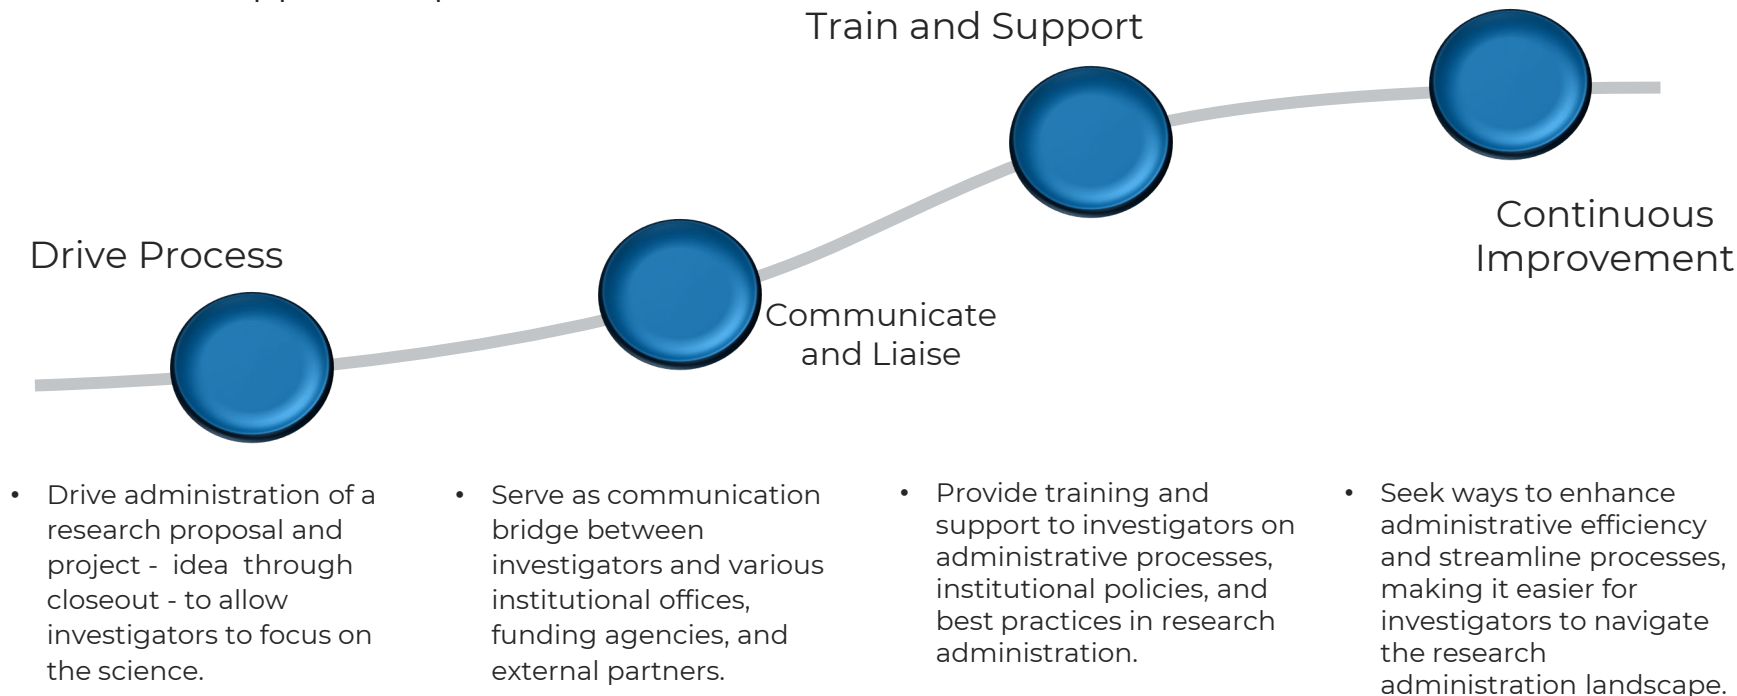 Train and Support
Continuous
Improvement
Drive Process
Communicate
and Liaise
• Drive administration of a
research proposal and
project - idea through
closeout - to allow
investigators to focus on
the science.
• Serve as communication
bridge between
investigators and various
institutional offices,
funding agencies, and
external partners.
• Provide training and
support to investigators on
administrative processes,
institutional policies, and
best practices in research
administration.
• Seek ways to enhance
administrative efficiency
and streamline processes,
making it easier for
investigators to navigate
the research
administration landscape.